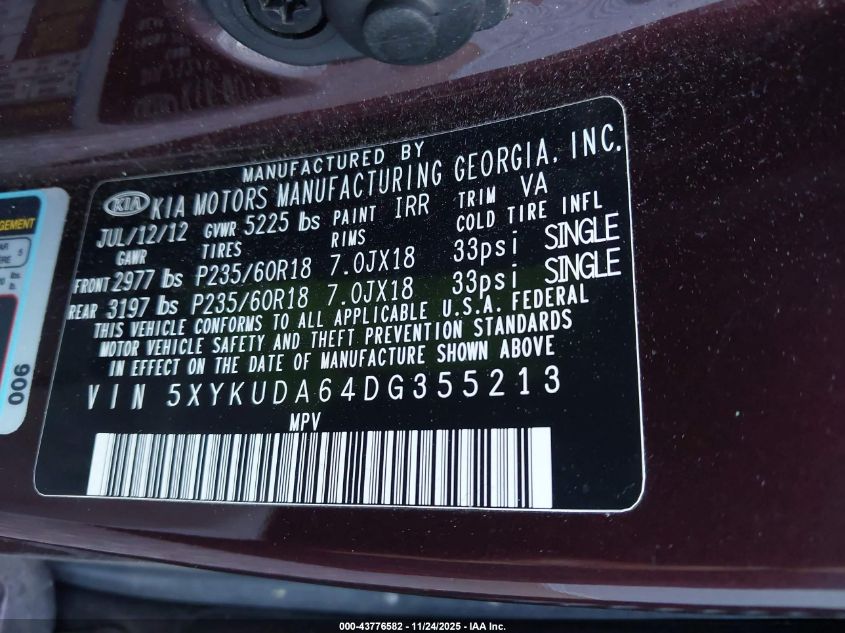 MANUFACTURED BY
KIA KIA MOTORS MANUFACTURING GEORGIA, INC.
JUL/12/12 GVWR 5225 lbs PAINT IRR TRIM VA
GAWR TIRES RIMS COLD TIRE INFL
FRONT 2977 lbs P235/60R18 7.0JX18 33psi SINGLE
REAR 3197 lbs P235/60R18 7.0JX18 33psi SINGLE
THIS VEHICLE CONFORMS TO ALL APPLICABLE U.S.A. FEDERAL
MOTOR VEHICLE SAFETY AND THEFT PREVENTION STANDARDS
IN EFFECT ON THE DATE OF MANUFACTURE SHOWN ABOVE
VIN 5XYKUDA64DG355213
MPV
006
000-43776582 - 11/24/2025 - IAA Inc.